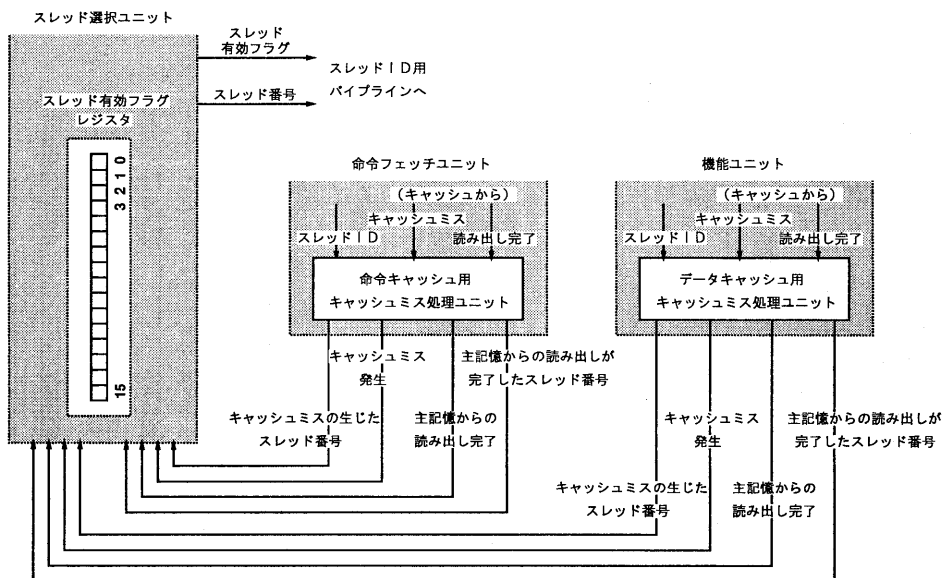 スレッド選択ユニット
スレッド
有効フラグ
スレッドID用
パイプラインへ
スレッド番号
スレッド有効フラグ
レジスタ
0
1
2
3
15
命令フェッチユニット
(キャッシュから)
キャッシュミス
スレッドID
読み出し完了
命令キャッシュ用
キャッシュミス処理ユニット
機能ユニット
(キャッシュから)
キャッシュミス
スレッドID
読み出し完了
データキャッシュ用
キャッシュミス処理ユニット
キャッシュミス
発生
主記憶からの読み出しが
完了したスレッド番号
キャッシュミスの生じた
スレッド番号
主記憶からの
読み出し完了
キャッシュミス
発生
主記憶からの読み出しが
完了したスレッド番号
キャッシュミスの生じた
スレッド番号
主記憶からの
読み出し完了